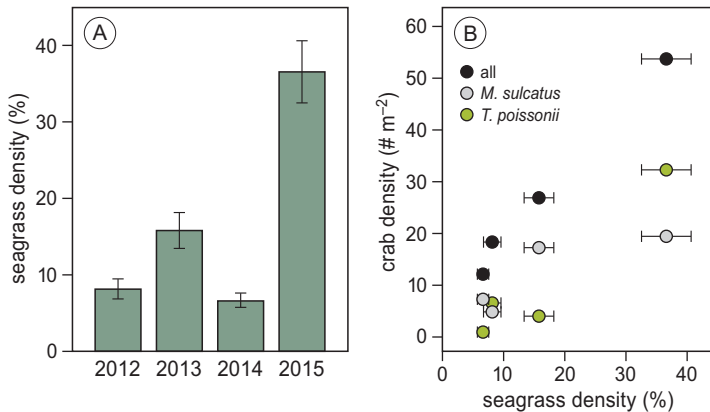 A
seagrass density (%)
40
30
20
10
0
2012 2013 2014 2015
B
all
M. sulcatus
T. poissonii
crab density (# m⁻²)
60
50
40
30
20
10
0
0 10 20 30 40
seagrass density (%)